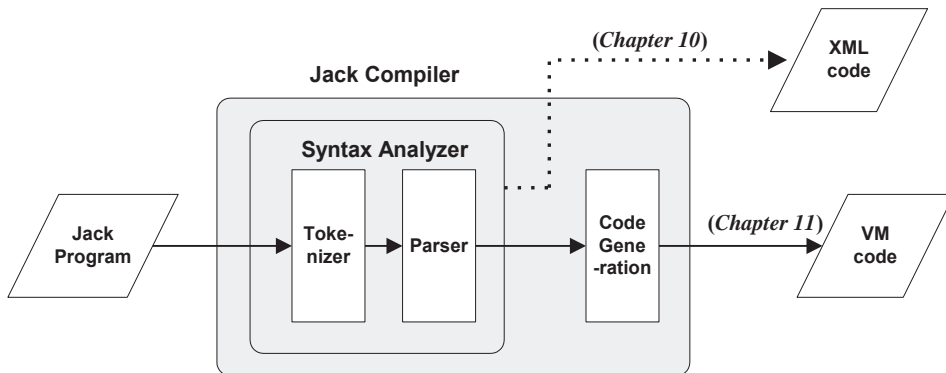 (Chapter 10)
XML
code
Jack Compiler
Syntax Analyzer
Jack
Program
Toke-
nizer
Parser
Code
Gene
-ration
(Chapter 11)
VM
code